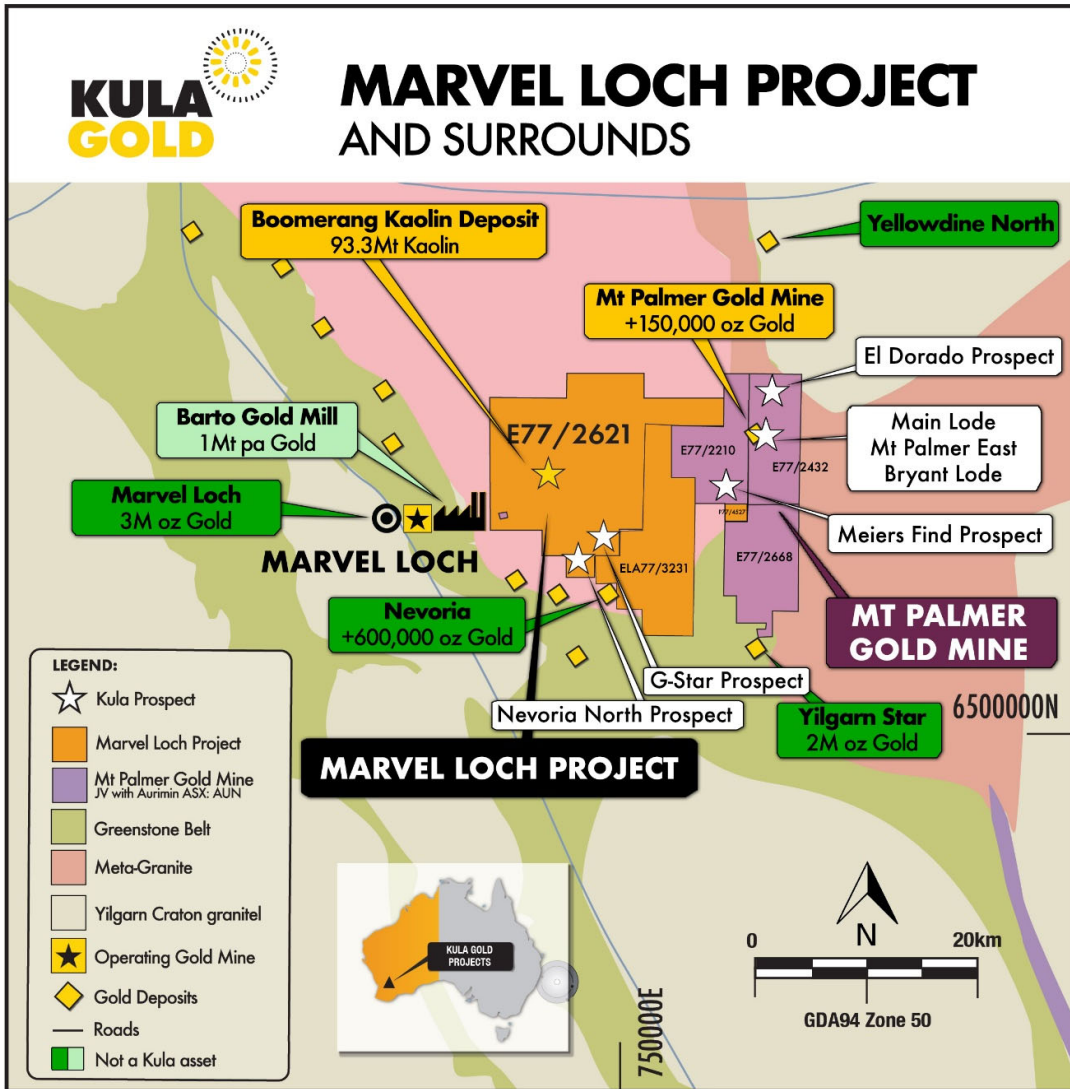 KULA
GOLD
MARVEL LOCH PROJECT
AND SURROUNDS
Boomerang Kaolin Deposit
93.3Mt Kaolin
Yellowdine North
Mt Palmer Gold Mine
+150,000 oz Gold
El Dorado Prospect
Barto Gold Mill
1Mt pa Gold
E77/2621
E77/2210
E77/2432
Main Lode
Mt Palmer East
Bryant Lode
Marvel Loch
3M oz Gold
MARVEL LOCH
Meiers Find Prospect
E77/2668
ELA77/3231
Nevoria
+600,000 oz Gold
MT PALMER
GOLD MINE
G-Star Prospect
Nevoria North Prospect
Yilgarn Star
2M oz Gold
6500000N
MARVEL LOCH PROJECT
LEGEND:
Kula Prospect
Marvel Loch Project
Mt Palmer Gold Mine
JV with Aurimin ASX: AUN
Greenstone Belt
Meta-Granite
Yilgarn Craton granitel
Operating Gold Mine
Gold Deposits
Roads
Not a Kula asset
KULA GOLD
PROJECTS
750000E
N
0
20km
GDA94 Zone 50